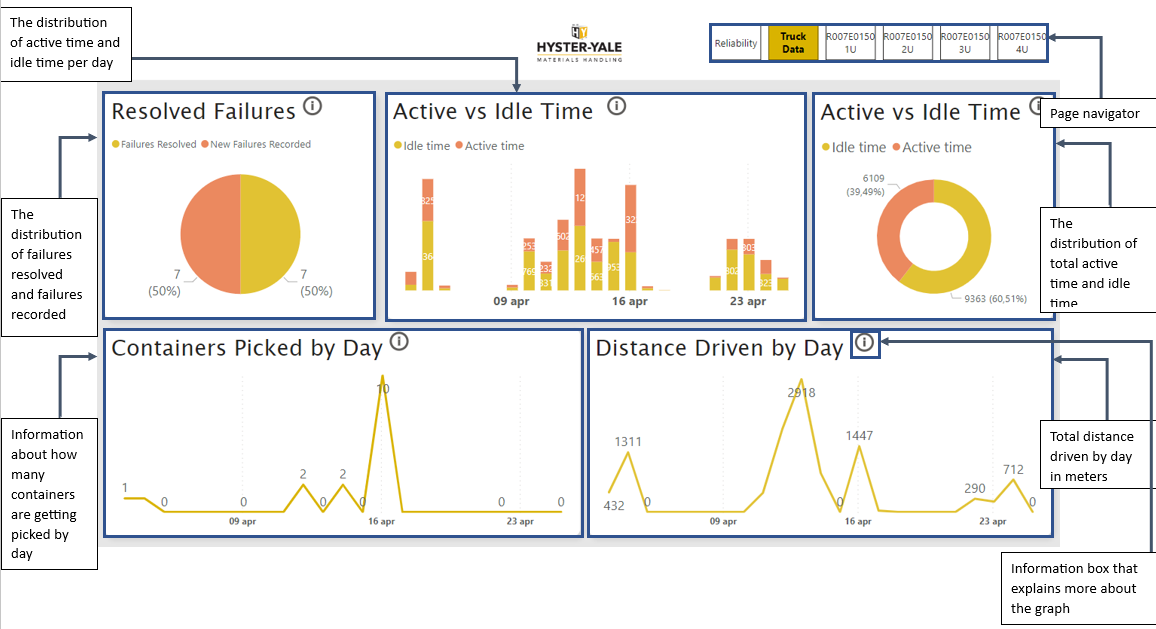 The distribution
of active time and
idle time per day
HYSTER-YALE
MATERIALS HANDLING
Reliability
Truck
Data
R007E0150
1U
R007E0150
2U
R007E0150
3U
R007E0150
4U
Page navigator
Resolved Failures
Failures Resolved
New Failures Recorded
7
(50%)
7
(50%)
The
distribution
of failures
resolved
and failures
recorded
Active vs Idle Time
Idle time
Active time
09 apr
16 apr
23 apr
Active vs Idle Time
Idle time
Active time
6109
(39,49%)
9363 (60,51%)
The
distribution of
total active
time and idle
time
Containers Picked by Day
1
0
0
2
0
2
0
10
0
0
09 apr
16 apr
23 apr
Information
about how
many
containers
are getting
picked by
day
Distance Driven by Day
432
1311
0
2918
0
1447
290
712
0
09 apr
16 apr
23 apr
Total distance
driven by day
in meters
Information box that
explains more about
the graph